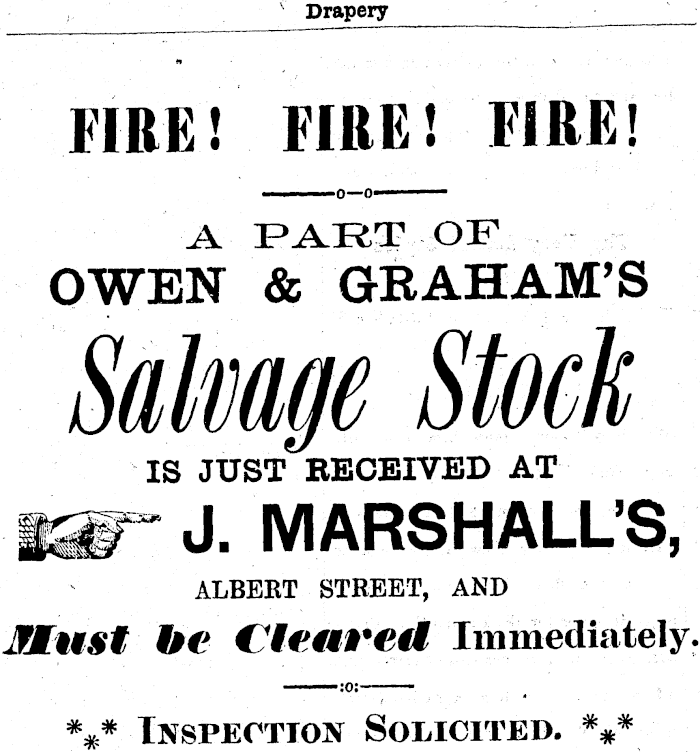 Drapery
FIRE! FIRE! FIRE!
—o—o—
A PART OF
OWEN & GRAHAM'S
Salvage Stock
IS JUST RECEIVED AT
J. MARSHALL'S,
ALBERT STREET, AND
Must be Cleared Immediately.
—:o:—
*** INSPECTION SOLICITED. ***